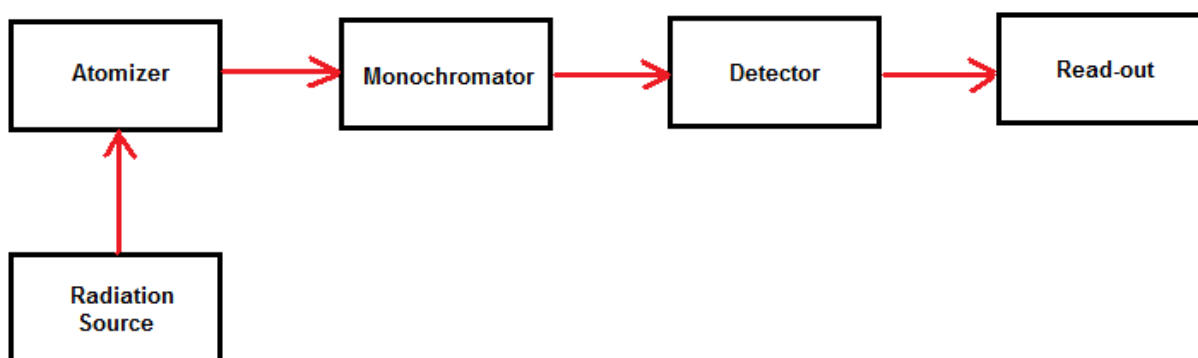 Atomizer
Monochromator
Detector
Read-out
Radiation
Source